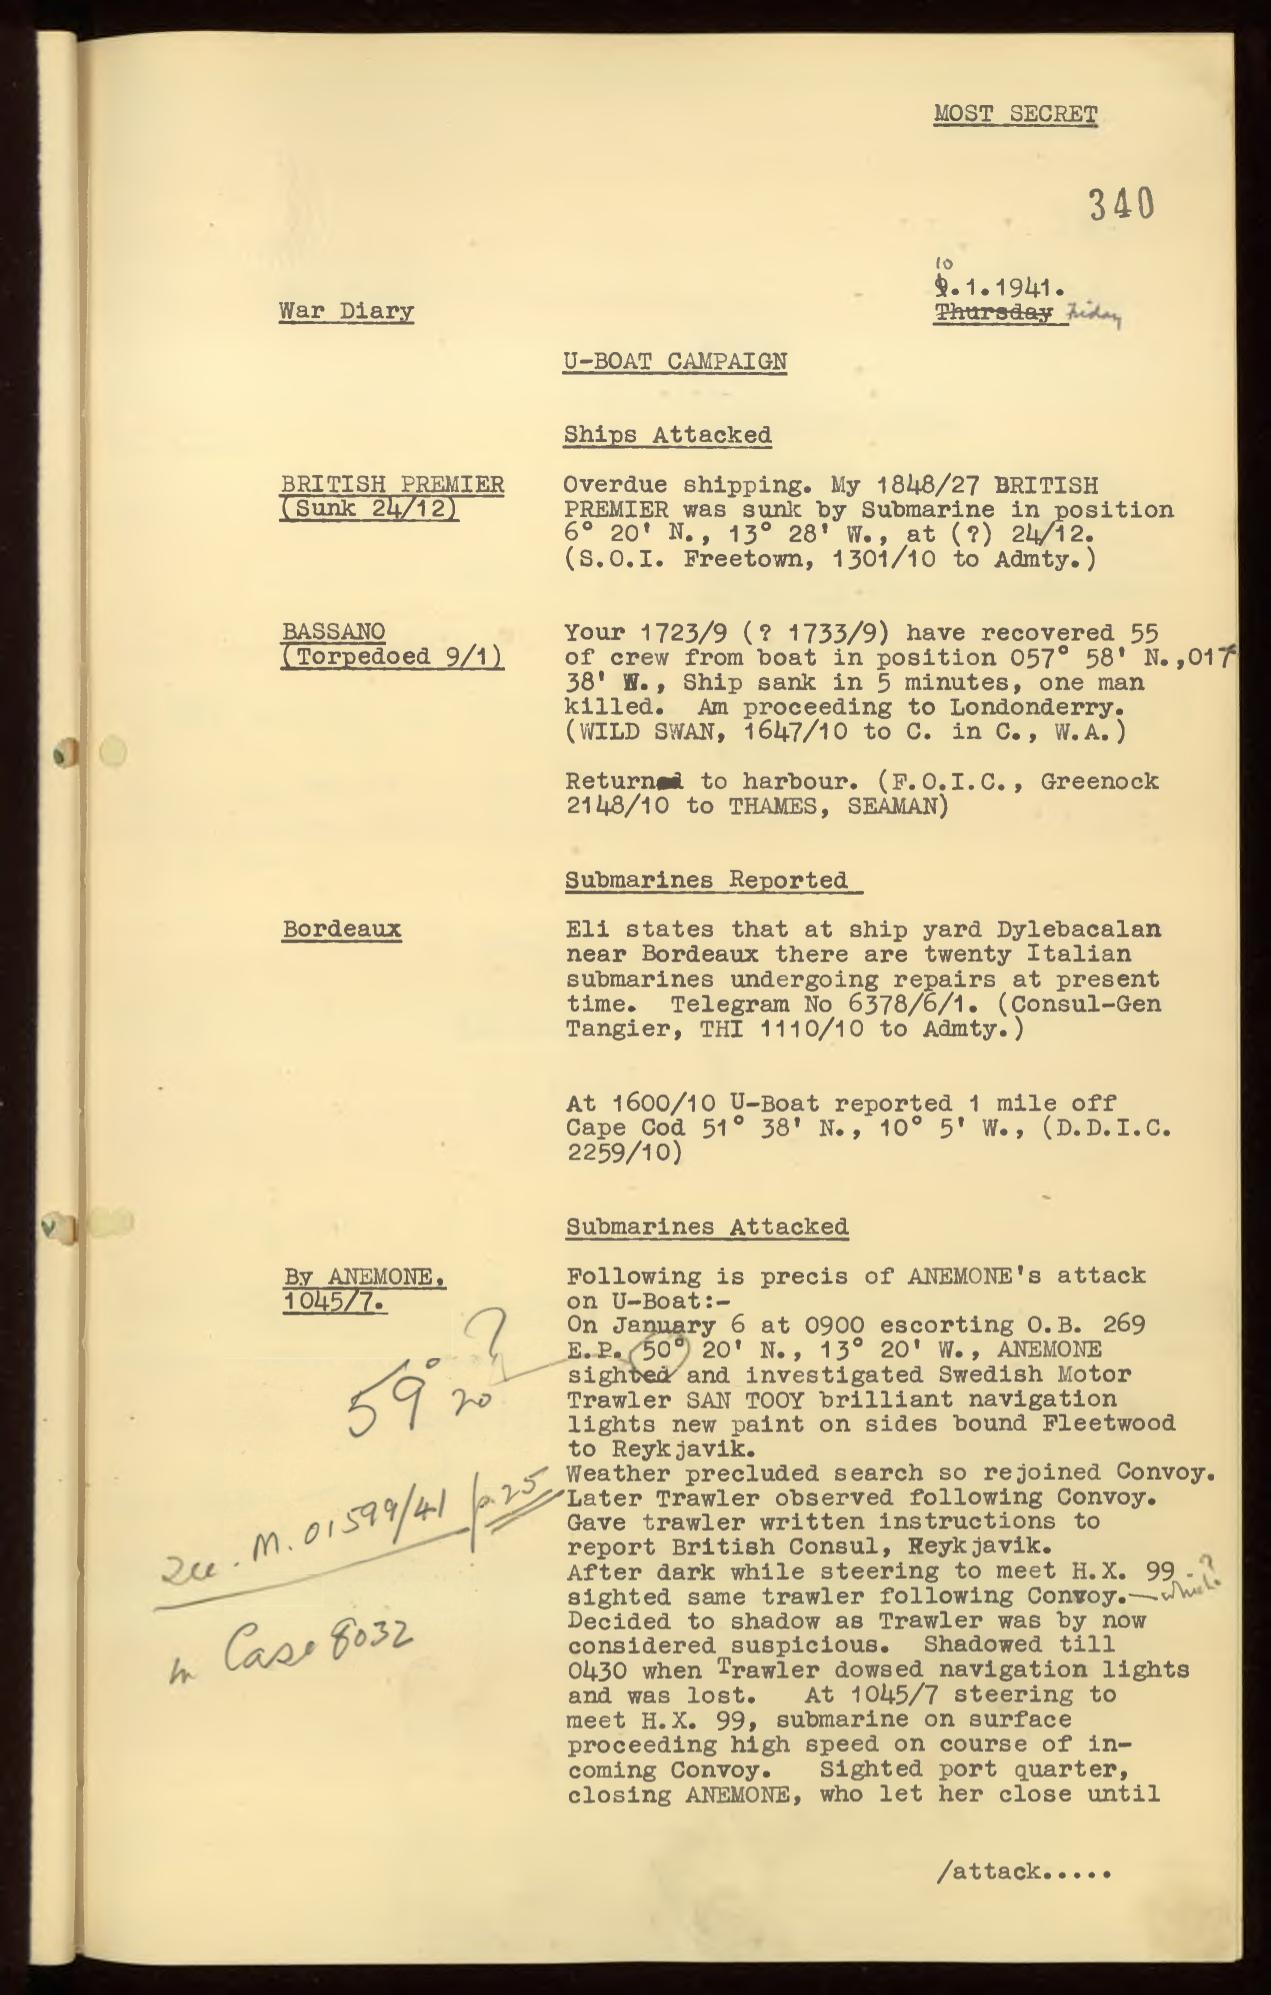 MOST SECRET
340
10
9.1.1941.
War Diary
Thursday Friday
U-BOAT CAMPAIGN
Ships Attacked
BRITISH PREMIER
(Sunk 24/12)
Overdue shipping. My 1848/27 BRITISH
PREMIER was sunk by Submarine in position
6° 20' N., 13° 28' W., at (?) 24/12.
(S.O.I. Freetown, 1301/10 to Admty.)
BASSANO
(Torpedoed 9/1)
Your 1723/9 (? 1733/9) have recovered 55
of crew from boat in position 057° 58' N.,017
38' W., Ship sank in 5 minutes, one man
killed. Am proceeding to Londonderry.
(WILD SWAN, 1647/10 to C. in C., W.A.)
Returned to harbour. (F.O.I.C., Greenock
2148/10 to THAMES, SEAMAN)
Submarines Reported
Bordeaux
Eli states that at ship yard Dylebacalan
near Bordeaux there are twenty Italian
submarines undergoing repairs at present
time. Telegram No 6378/6/1. (Consul-Gen
Tangier, THI 1110/10 to Admty.)
At 1600/10 U-Boat reported 1 mile off
Cape Cod 51° 38' N., 10° 5' W., (D.D.I.C.
2259/10)
Submarines Attacked
By ANEMONE.
1045/7.
Following is precis of ANEMONE's attack
on U-Boat:-
On January 6 at 0900 escorting O.B. 269
E.P. 50° 20' N., 13° 20' W., ANEMONE
sighted and investigated Swedish Motor
Trawler SAN TOOY brilliant navigation
lights new paint on sides bound Fleetwood
to Reykjavik.
Weather precluded search so rejoined Convoy.
Later Trawler observed following Convoy.
Gave trawler written instructions to
report British Consul, Reykjavik.
After dark while steering to meet H.X. 99
sighted same trawler following Convoy. - which?
Decided to shadow as Trawler was by now
considered suspicious. Shadowed till
0430 when Trawler dowsed navigation lights
and was lost. At 1045/7 steering to
meet H.X. 99, submarine on surface
proceeding high speed on course of in-
coming Convoy. Sighted port quarter,
closing ANEMONE, who let her close until
59° 20 ?
See. M. 01599/41 p.25
in Case 8032
/attack.....